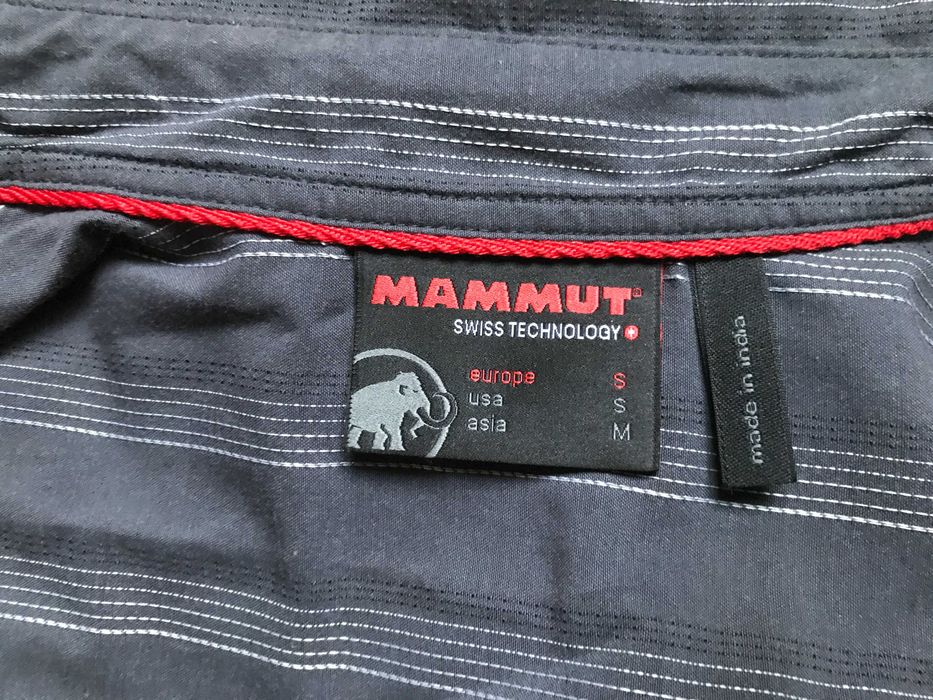 MAMMUT®
SWISS TECHNOLOGY
europe S
usa S
asia M
made in india